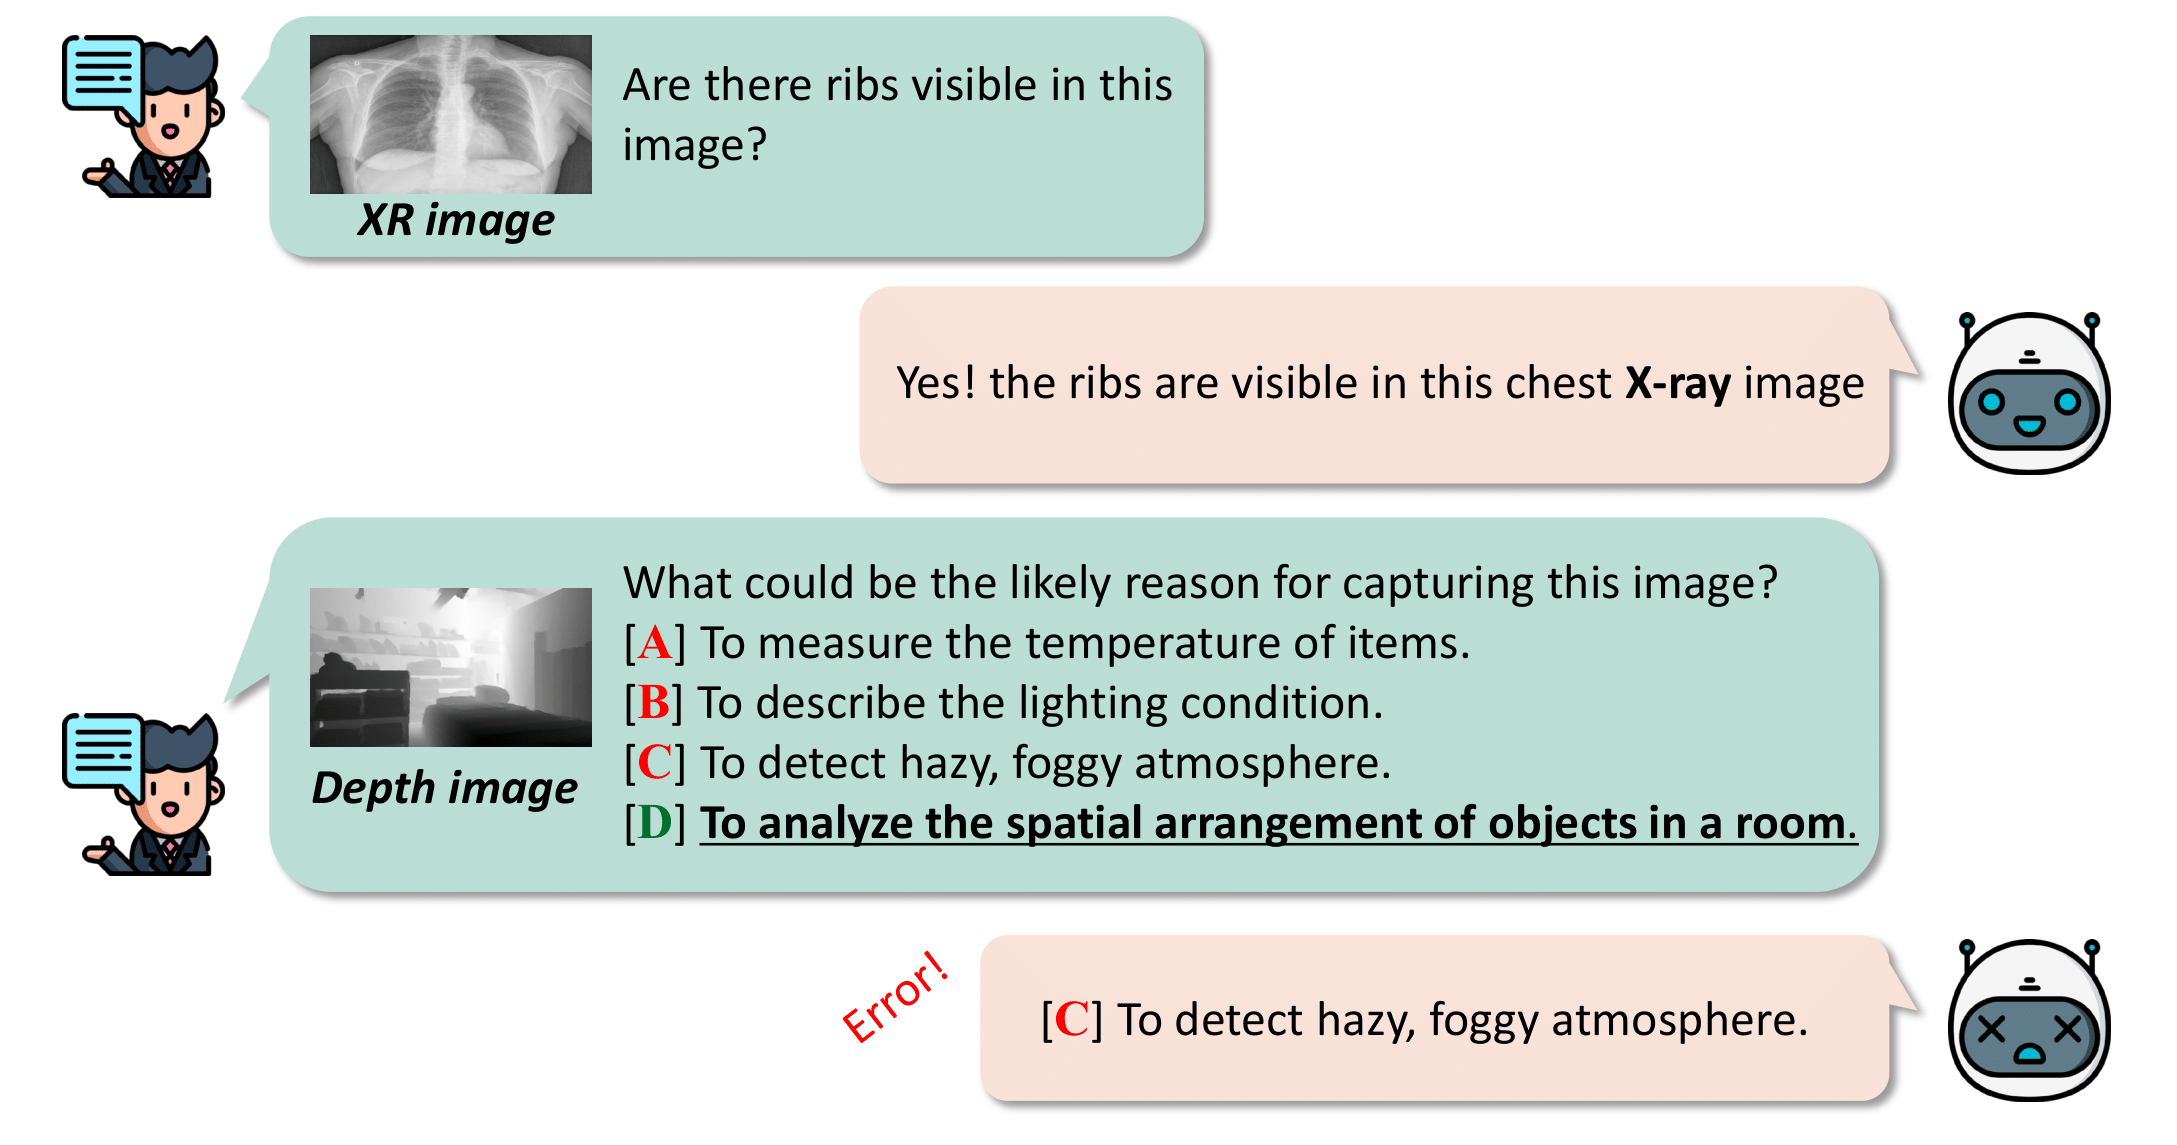 Are there ribs visible in this
image?
XR image
Yes! the ribs are visible in this chest X-ray image
What could be the likely reason for capturing this image?
[A] To measure the temperature of items.
[B] To describe the lighting condition.
[C] To detect hazy, foggy atmosphere.
[D] To analyze the spatial arrangement of objects in a room.
Depth image
Error!
[C] To detect hazy, foggy atmosphere.